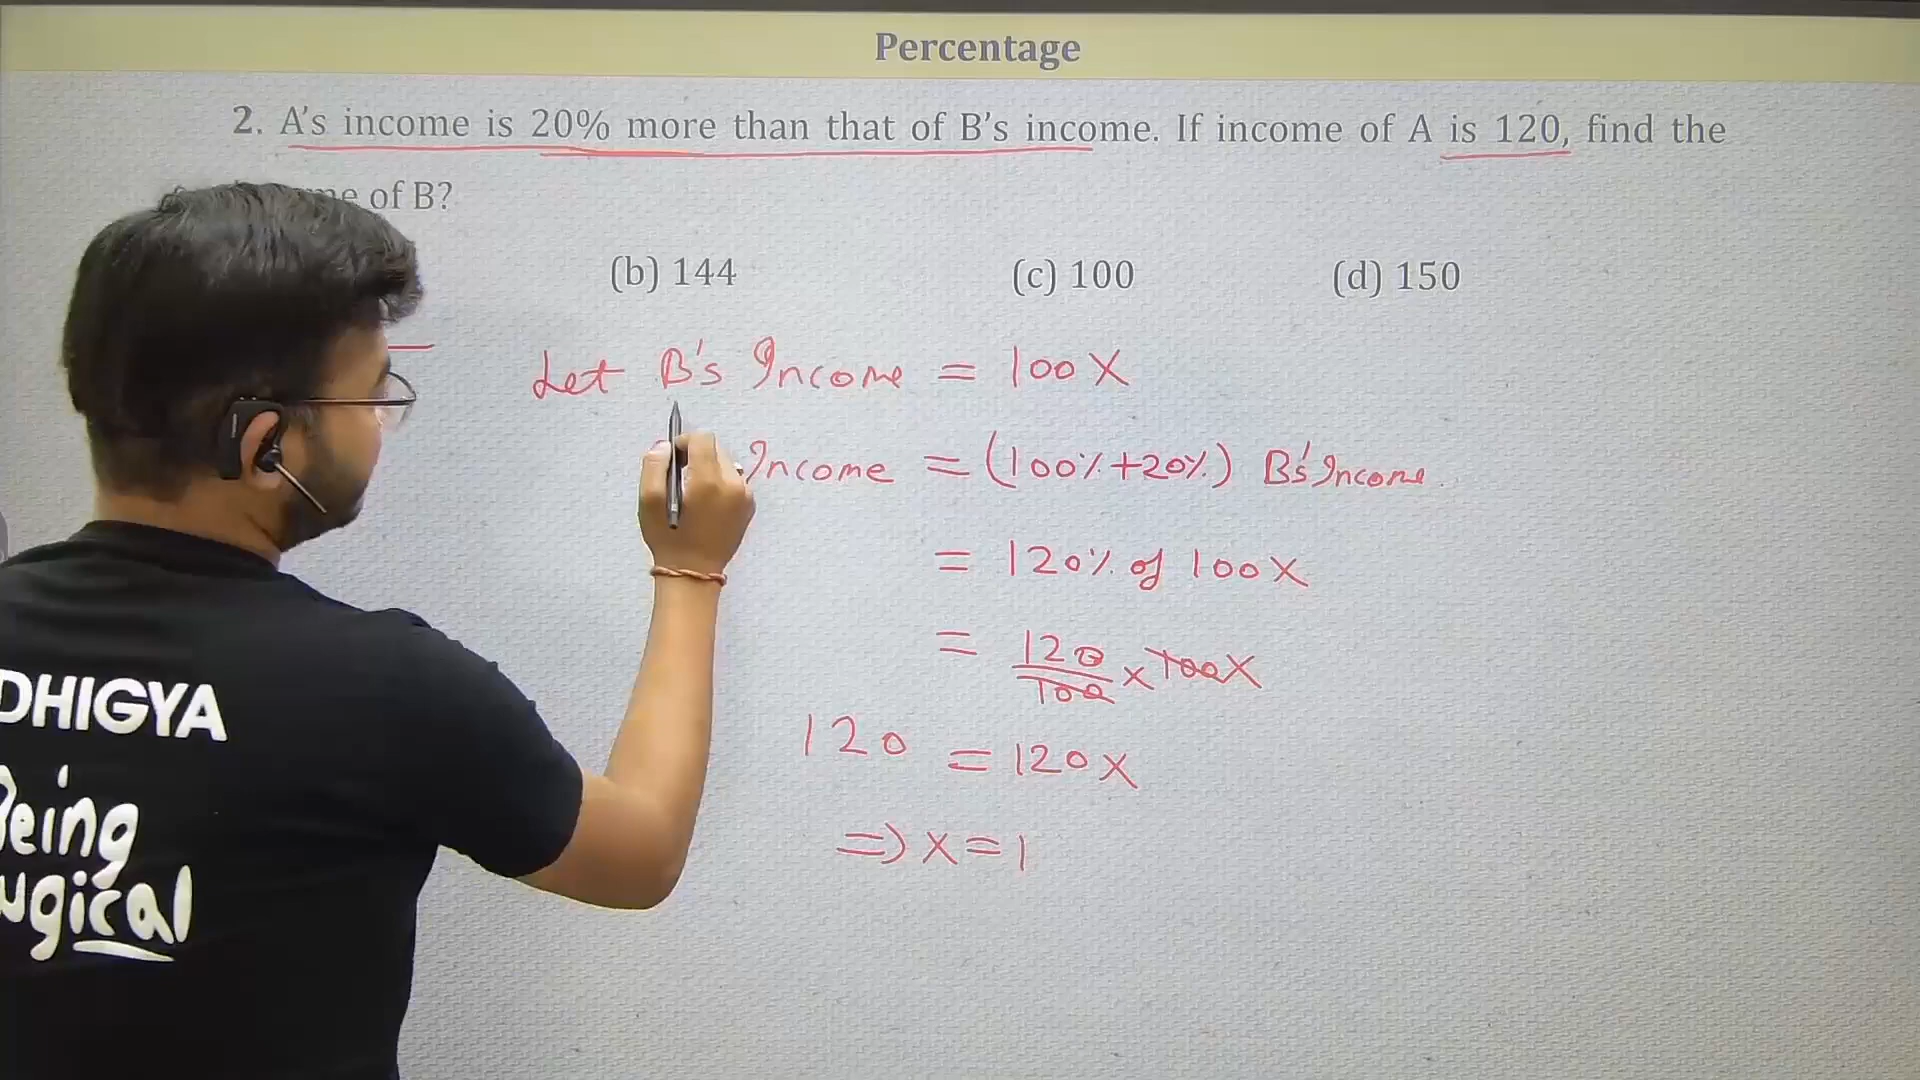 Percentage
2. A's income is 20% more than that of B's income. If income of A is 120, find the
of B?
(b) 144 (c) 100 (d) 150
Let B's Income = 100X
Income = (100%+20%) B's Income
= 120% of 100X
= 120/100 × 100X
120 = 120X
⇒ X = 1
DHIGYA
Being
ugical